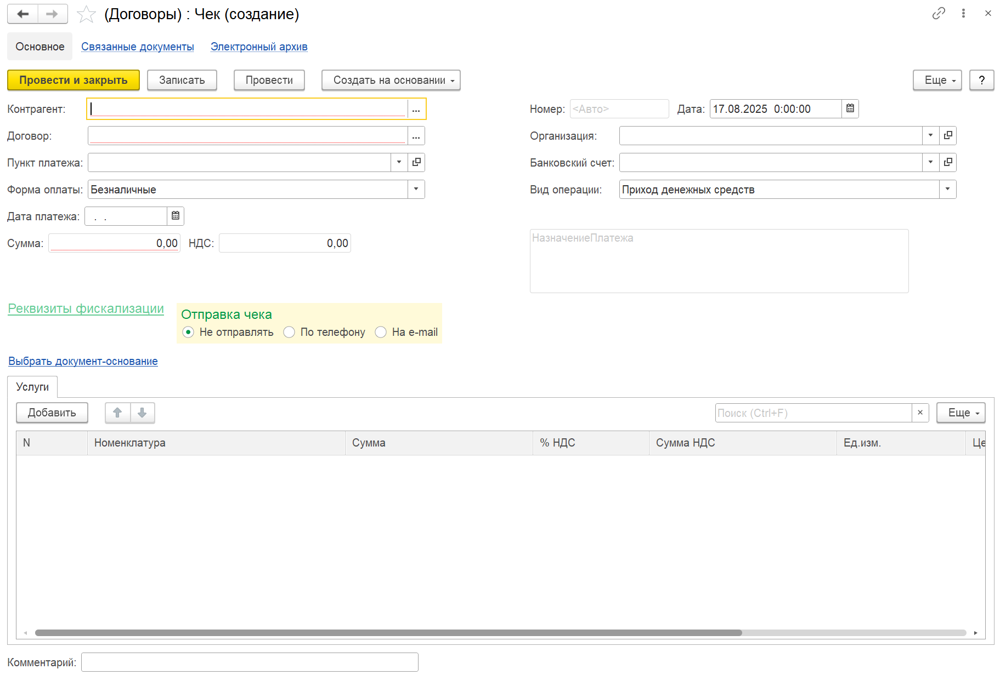 (Договоры) : Чек (создание)
Основное Связанные документы Электронный архив
Провести и закрыть Записать Провести Создать на основании Еще ?
Контрагент: ... Номер: <Авто> Дата: 17.08.2025 0:00:00
Договор: ... Организация:
Пункт платежа: Банковский счет:
Форма оплаты: Безналичные Вид операции: Приход денежных средств
Дата платежа: . .
Сумма: 0,00 НДС: 0,00
НазначениеПлатежа
Реквизиты фискализации
Отправка чека
Не отправлять По телефону На e-mail
Выбрать документ-основание
Услуги
Добавить Поиск (Ctrl+F) × Еще
N Номенклатура Сумма % НДС Сумма НДС Ед.изм. Це
Комментарий: